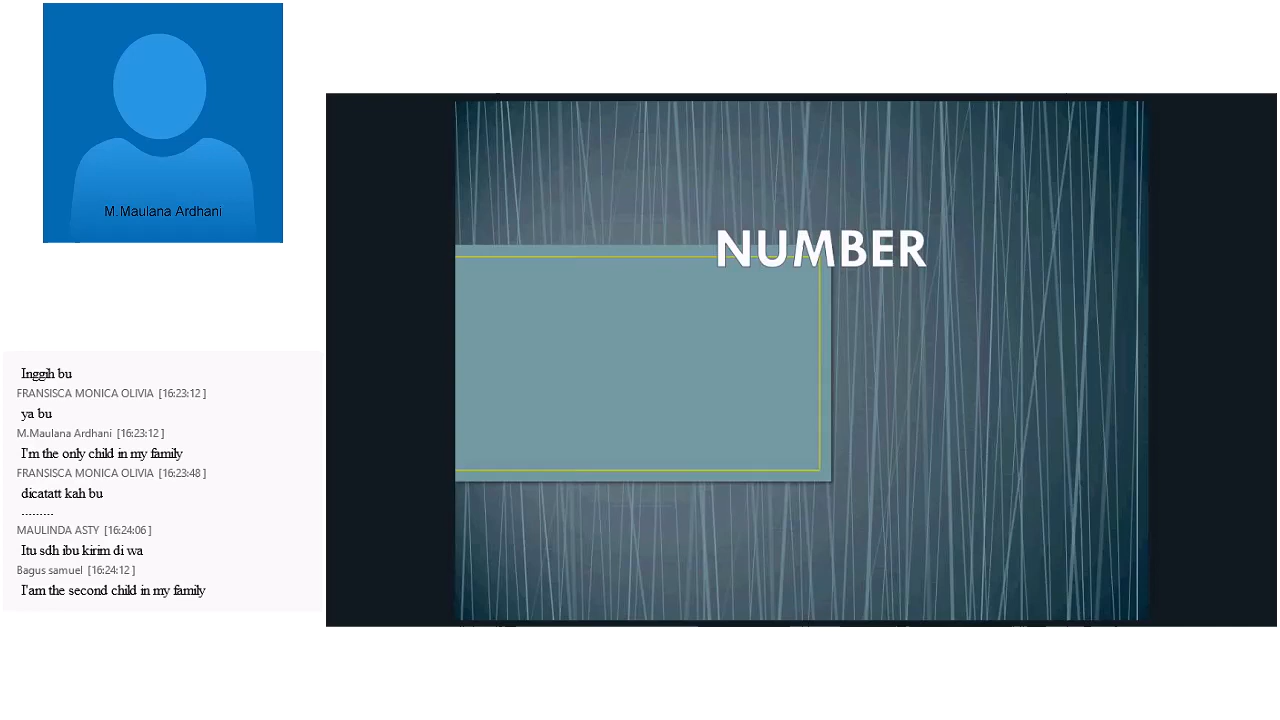 M.Maulana Ardhani
NUMBER
Inggih bu
FRANSISCA MONICA OLIVIA [16:23:12 ]
ya bu
M.Maulana Ardhani [16:23:12 ]
I'm the only child in my family
FRANSISCA MONICA OLIVIA [16:23:48 ]
dicatatt kah bu
.........
MAULINDA ASTY [16:24:06 ]
Itu sdh ibu kirim di wa
Bagus samuel [16:24:12 ]
I'am the second child in my family